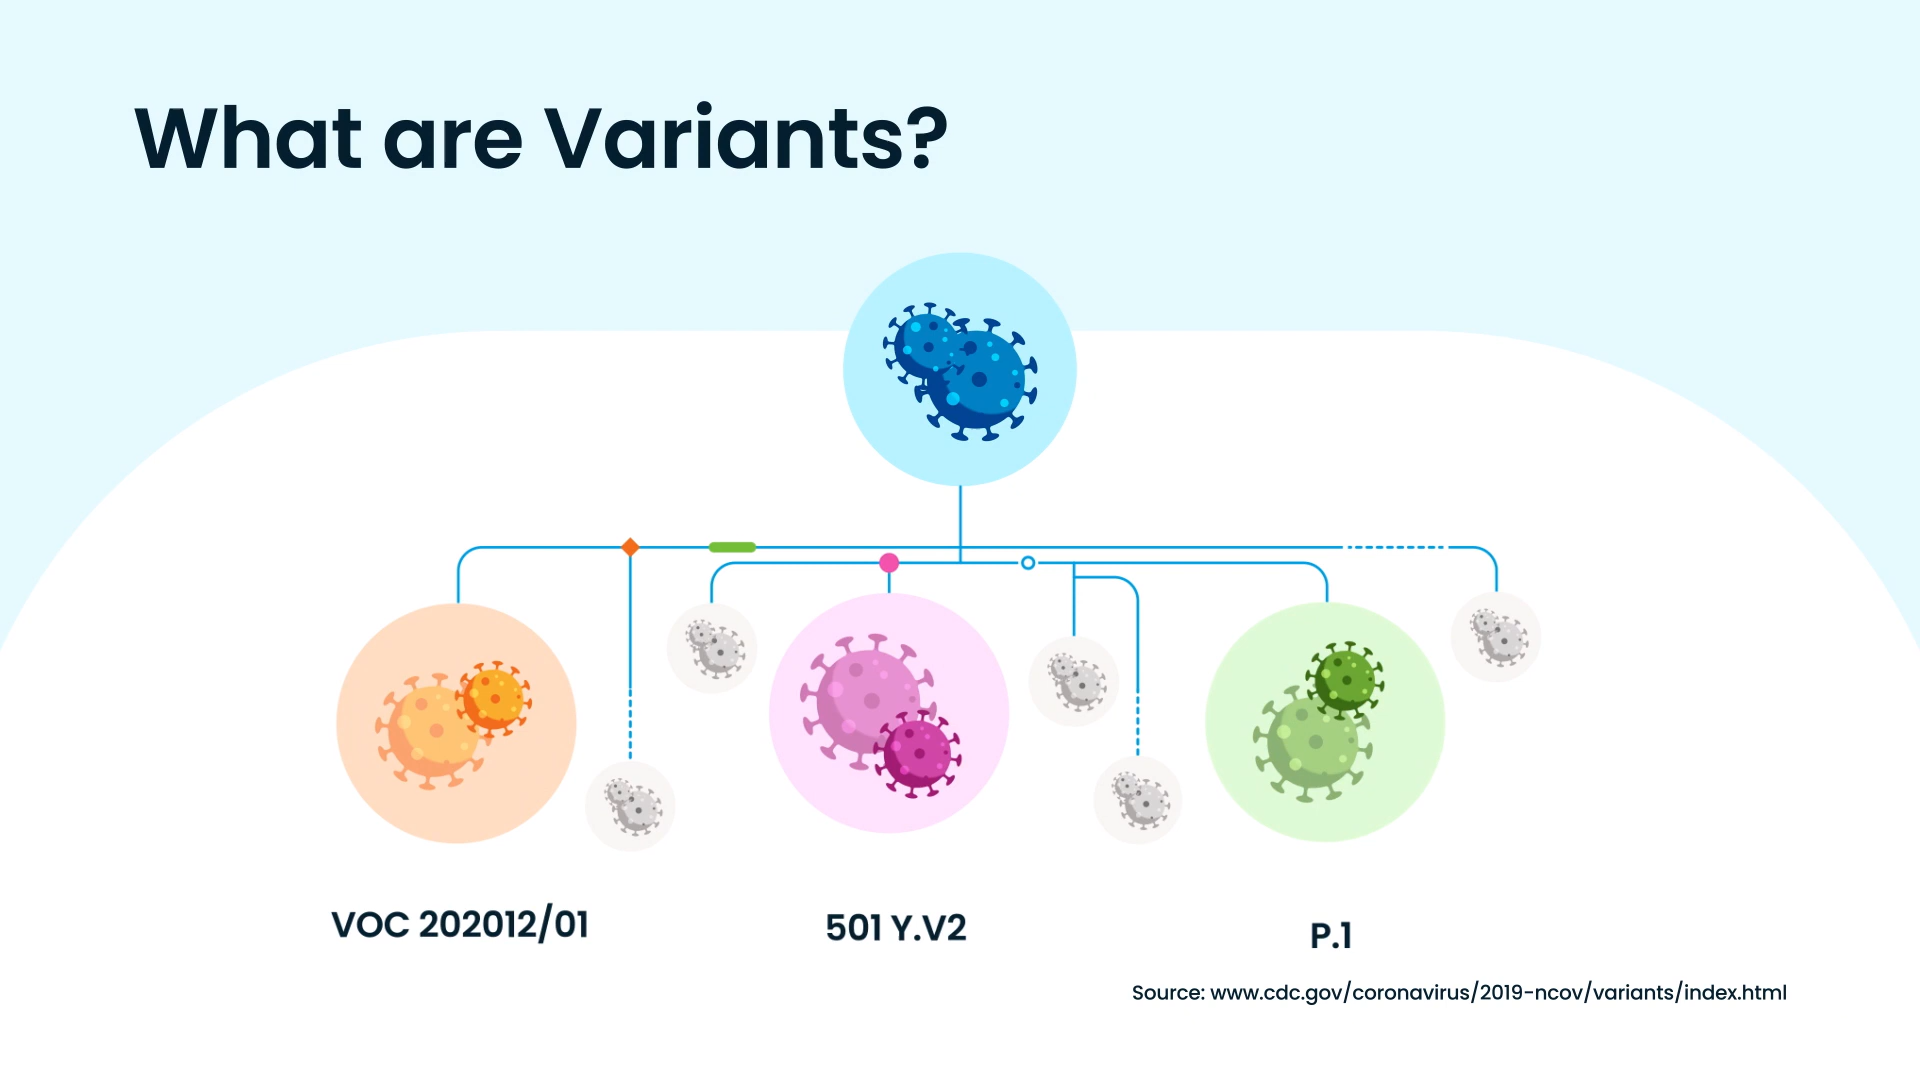 What are Variants?
VOC 202012/01
501 Y.V2
P.1
Source: www.cdc.gov/coronavirus/2019-ncov/variants/index.html